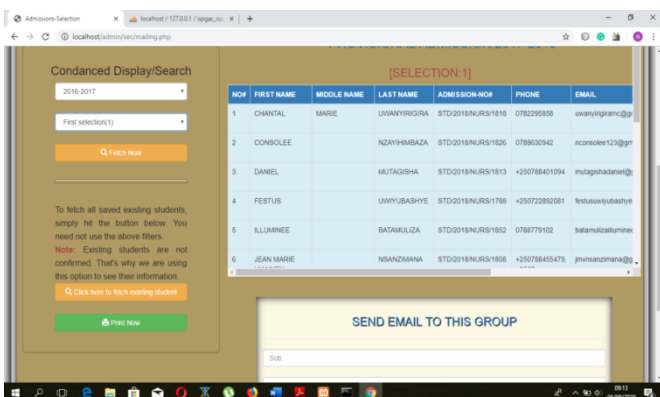 Admissions-Selection
localhost / 127.0.0.1 /
localhost/admin/sec/mailing.php
Condanced Display/Search
2016-2017
First selection(1)
Fetch Now
To fetch all saved existing students,
simply hit the button below. You
need not use the above filters.
Note: Existing students are not
confirmed. That's why we are using
this option to see their information.
Click here to fetch existing student
Print Now
[SELECTION:1]
NO# FIRST NAME MIDDLE NAME LAST NAME ADMISSION-NO# PHONE EMAIL
1 CHANTAL MARIE UWANYIRIGIRA STD/2018/NURS/1816 0782295858
2 CONSOLEE NZAYIHIMBAZA STD/2018/NURS/1826 0788630942 nconsolee123@gm
3 DANIEL MUTAGISHA STD/2018/NURS/1813 +250788401094 mutagishadaniel@
4 FESTUS UWIYUBASHYE STD/2018/NURS/1786 +250722892081 festusuwiyubashye
5 ILLUMINEE BATAMULIZA STD/2018/NURS/1852 0788779102 batamulizailluminee
6 JEAN MARIE NSANZIMANA STD/2018/NURS/1808 +250788455479, jmvnsanzimana@g
SEND EMAIL TO THIS GROUP
Sub
09:13